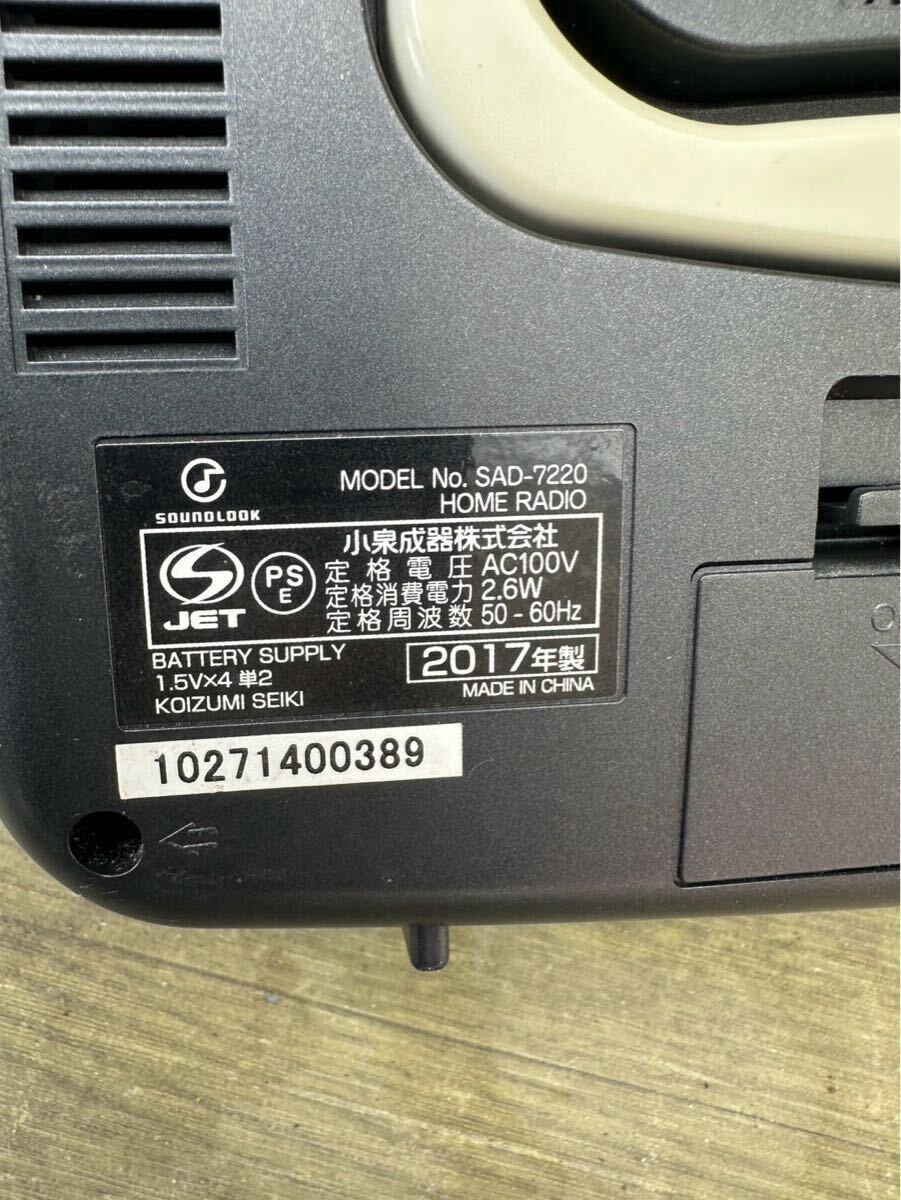 SOUNDLOOK
MODEL No. SAD-7220
HOME RADIO
JET
PS
E
小泉成器株式会社
定格電圧 AC100V
定格消費電力 2.6W
定格周波数 50-60Hz
BATTERY SUPPLY
1.5V×4 単2
KOIZUMI SEIKI
2017年製
MADE IN CHINA
10271400389